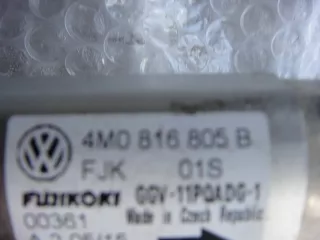 4M0 816 805 B
FJK 01S
FUJIKOKI GGV-11PQADG-1
00361 Made in Czech Republic